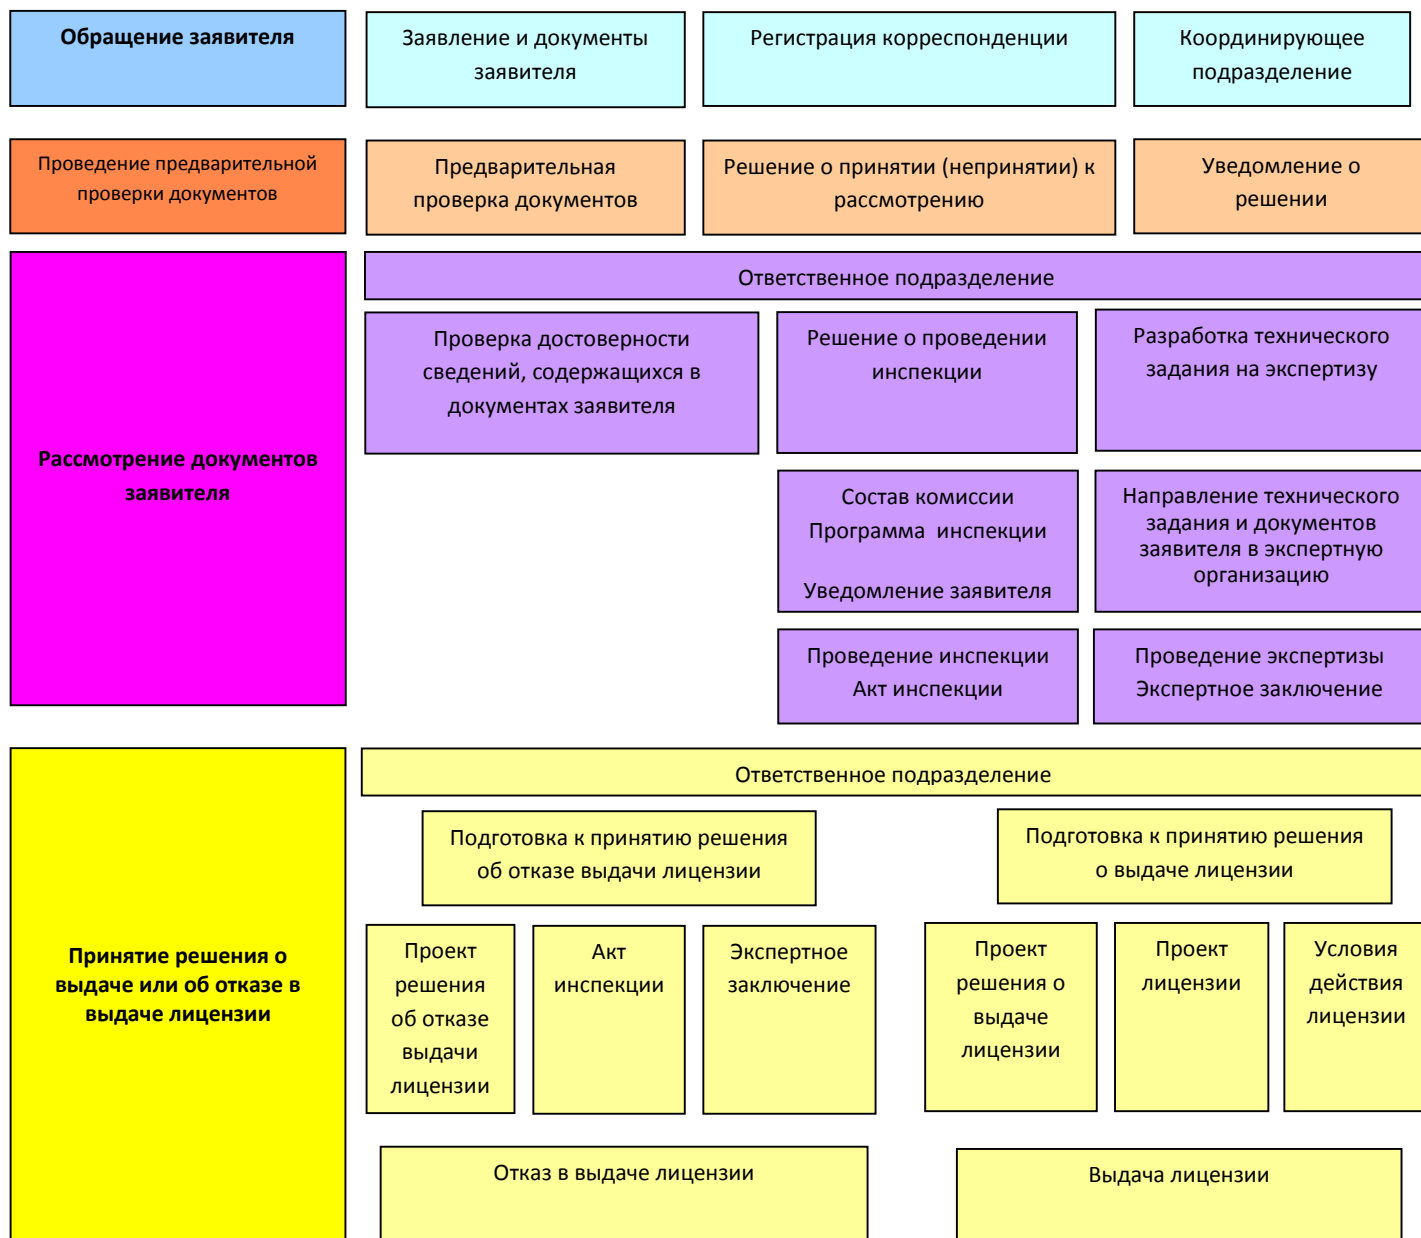 Обращение заявителя
Заявление и документы
заявителя
Регистрация корреспонденции
Координирующее
подразделение
Проведение предварительной
проверки документов
Предварительная
проверка документов
Решение о принятии (непринятии) к
рассмотрению
Уведомление о
решении
Рассмотрение документов
заявителя
Ответственное подразделение
Проверка достоверности
сведений, содержащихся в
документах заявителя
Решение о проведении
инспекции
Разработка технического
задания на экспертизу
Состав комиссии
Программа инспекции
Уведомление заявителя
Направление технического
задания и документов
заявителя в экспертную
организацию
Проведение инспекции
Акт инспекции
Проведение экспертизы
Экспертное заключение
Принятие решения о
выдаче или об отказе в
выдаче лицензии
Ответственное подразделение
Подготовка к принятию решения
об отказе выдачи лицензии
Подготовка к принятию решения
о выдаче лицензии
Проект
решения
об отказе
выдачи
лицензии
Акт
инспекции
Экспертное
заключение
Проект
решения о
выдаче
лицензии
Проект
лицензии
Условия
действия
лицензии
Отказ в выдаче лицензии
Выдача лицензии